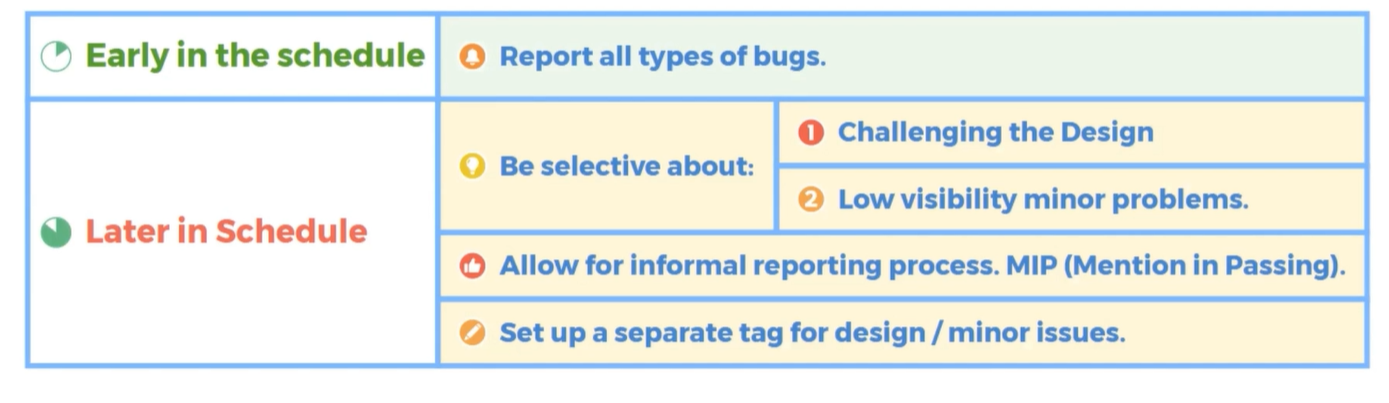 Early in the schedule
Report all types of bugs.
Later in Schedule
Be selective about:
1 Challenging the Design
2 Low visibility minor problems.
Allow for informal reporting process. MIP (Mention in Passing).
Set up a separate tag for design / minor issues.